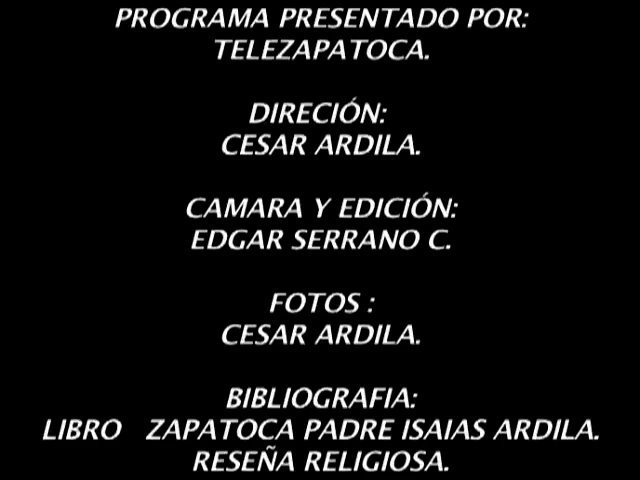 PROGRAMA PRESENTADO POR:
TELEZAPATOCA.
DIRECIÓN:
CESAR ARDILA.
CAMARA Y EDICIÓN:
EDGAR SERRANO C.
FOTOS :
CESAR ARDILA.
BIBLIOGRAFIA:
LIBRO ZAPATOCA PADRE ISAIAS ARDILA.
RESEÑA RELIGIOSA.